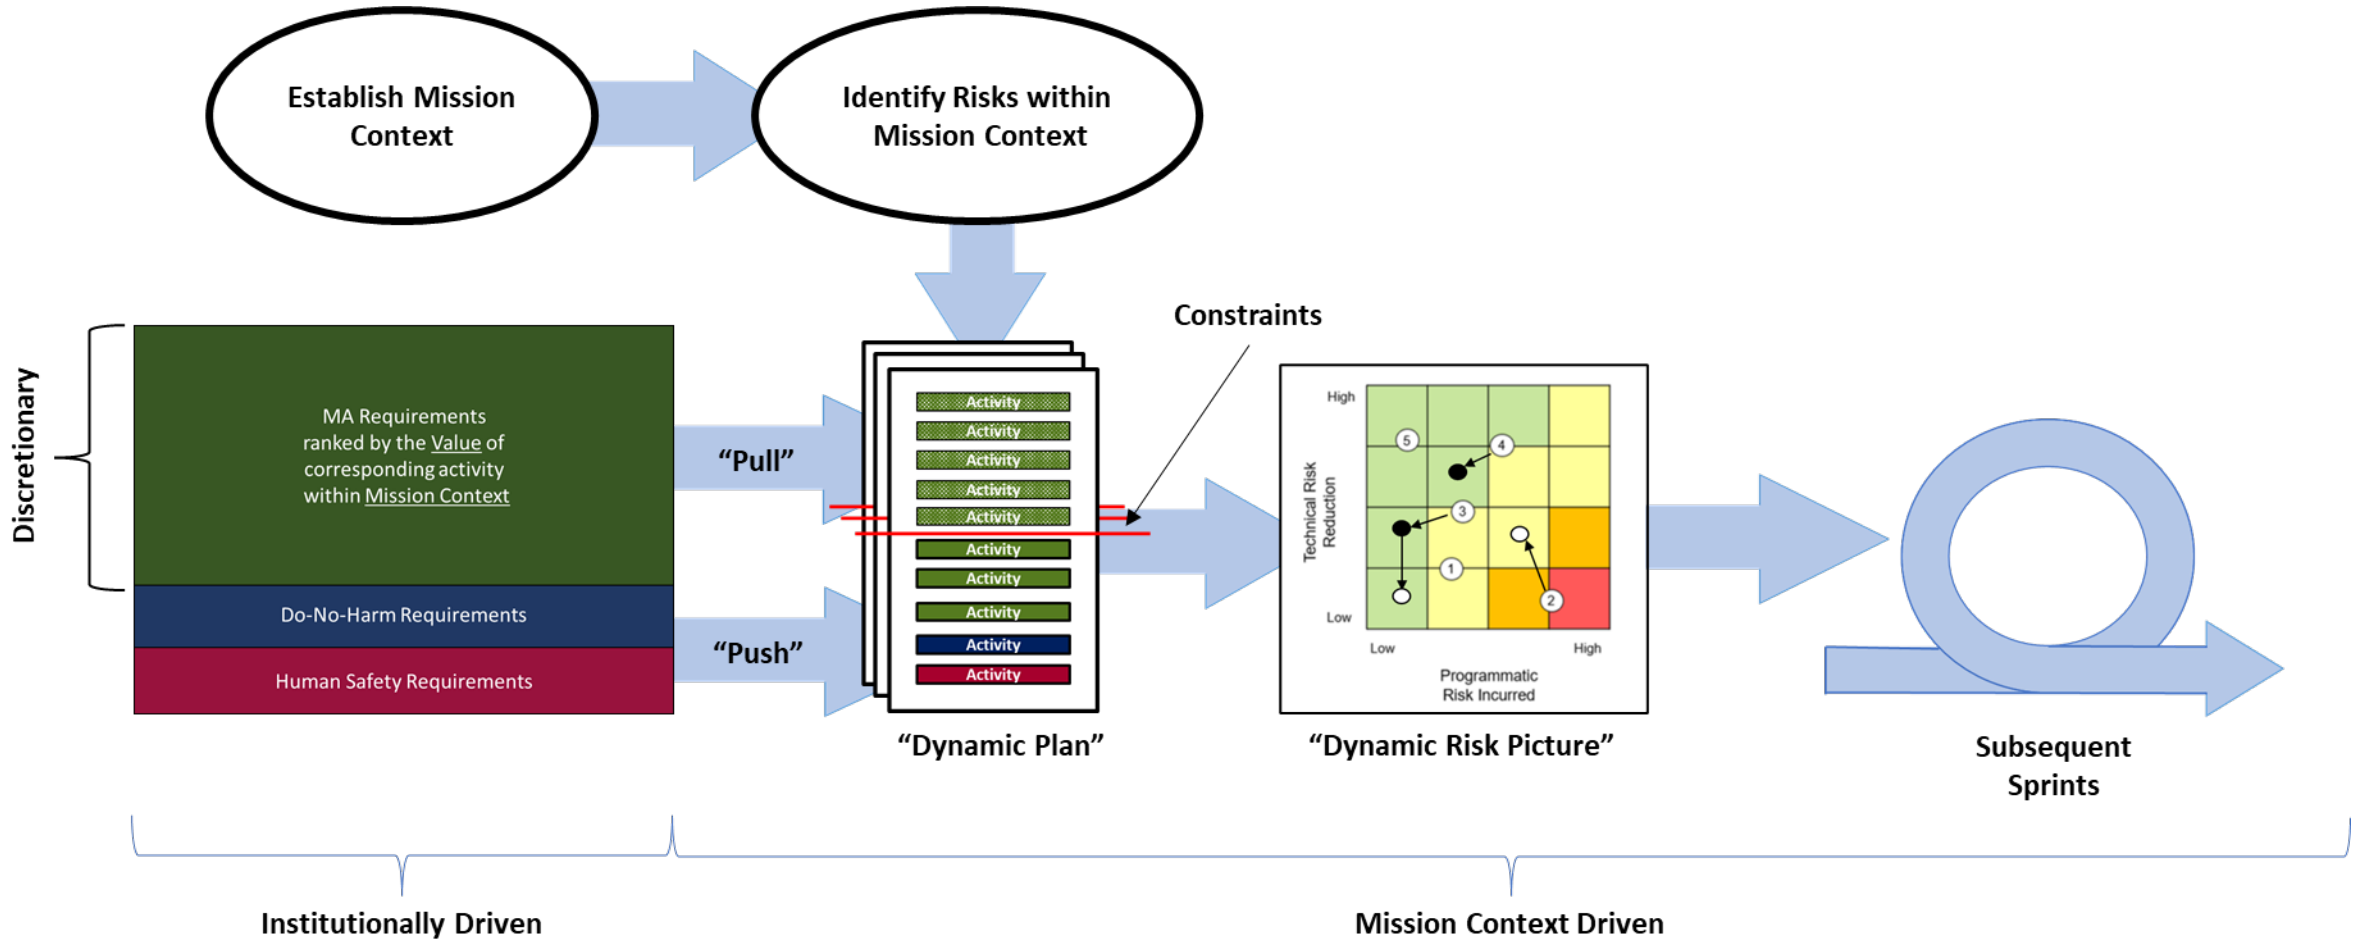 Establish Mission
Context
Identify Risks within
Mission Context
Constraints
Discretionary
MA Requirements
ranked by the Value of
corresponding activity
within Mission Context
Do-No-Harm Requirements
Human Safety Requirements
“Pull”
“Push”
Activity
Activity
Activity
Activity
Activity
Activity
Activity
Activity
Activity
Activity
“Dynamic Plan”
High
Technical Risk
Reduction
Low
5
4
3
1
2
Low
High
Programmatic
Risk Incurred
“Dynamic Risk Picture”
Subsequent
Sprints
Institutionally Driven
Mission Context Driven